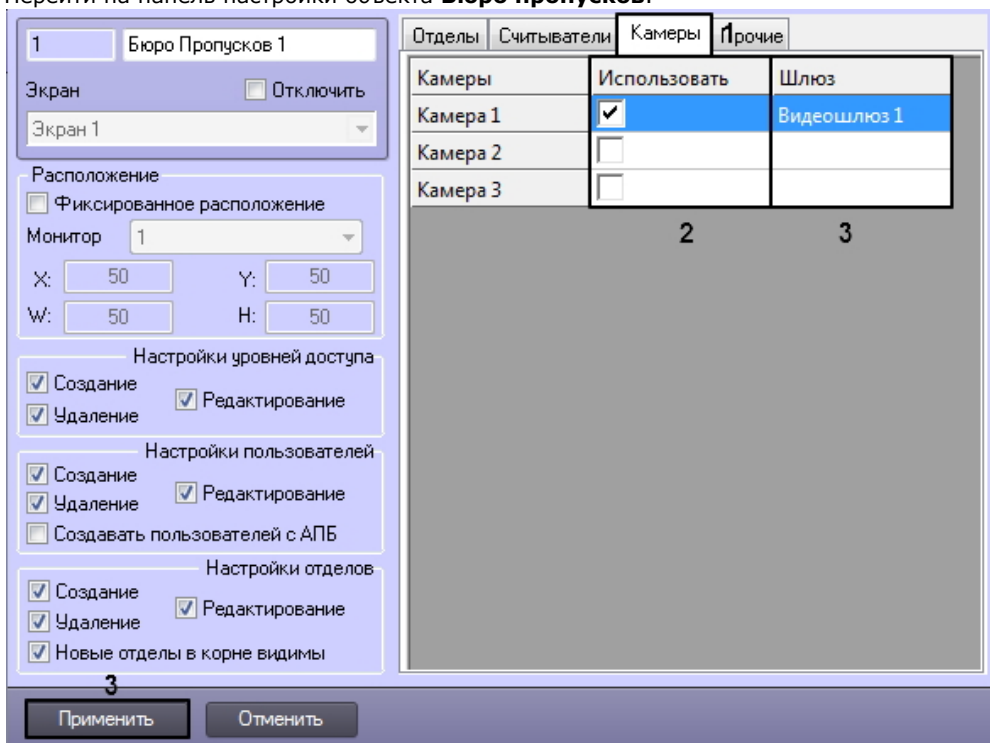 Перейти на панель настройки объекта Бюро пропусков.
1 Бюро Пропусков 1
Экран Отключить
Экран 1
Расположение
Фиксированное расположение
Монитор 1
X: 50 Y: 50
W: 50 H: 50
Настройки уровней доступа
Создание
Редактирование
Удаление
Настройки пользователей
Создание
Редактирование
Удаление
Создавать пользователей с АПБ
Настройки отделов
Создание
Редактирование
Удаление
Новые отделы в корне видимы
Отделы Считыватели Камеры 1 Прочие
Камеры Использовать Шлюз
Камера 1 Видеошлюз 1
Камера 2
Камера 3
2 3
3
Применить Отменить